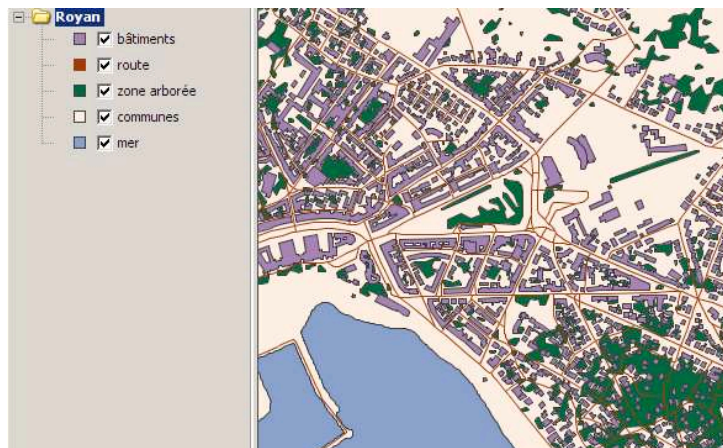 Royan
bâtiments
route
zone arborée
communes
mer